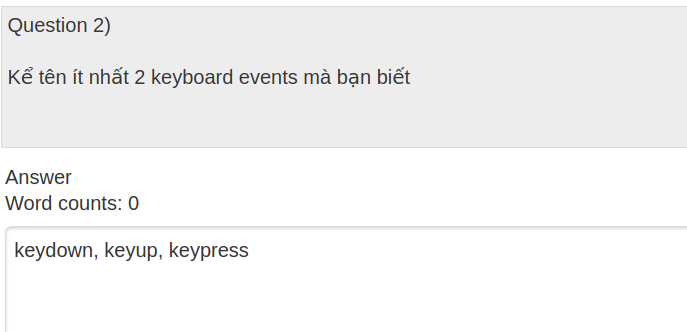 Question 2)
Kể tên ít nhất 2 keyboard events mà bạn biết
Answer
Word counts: 0
keydown, keyup, keypress